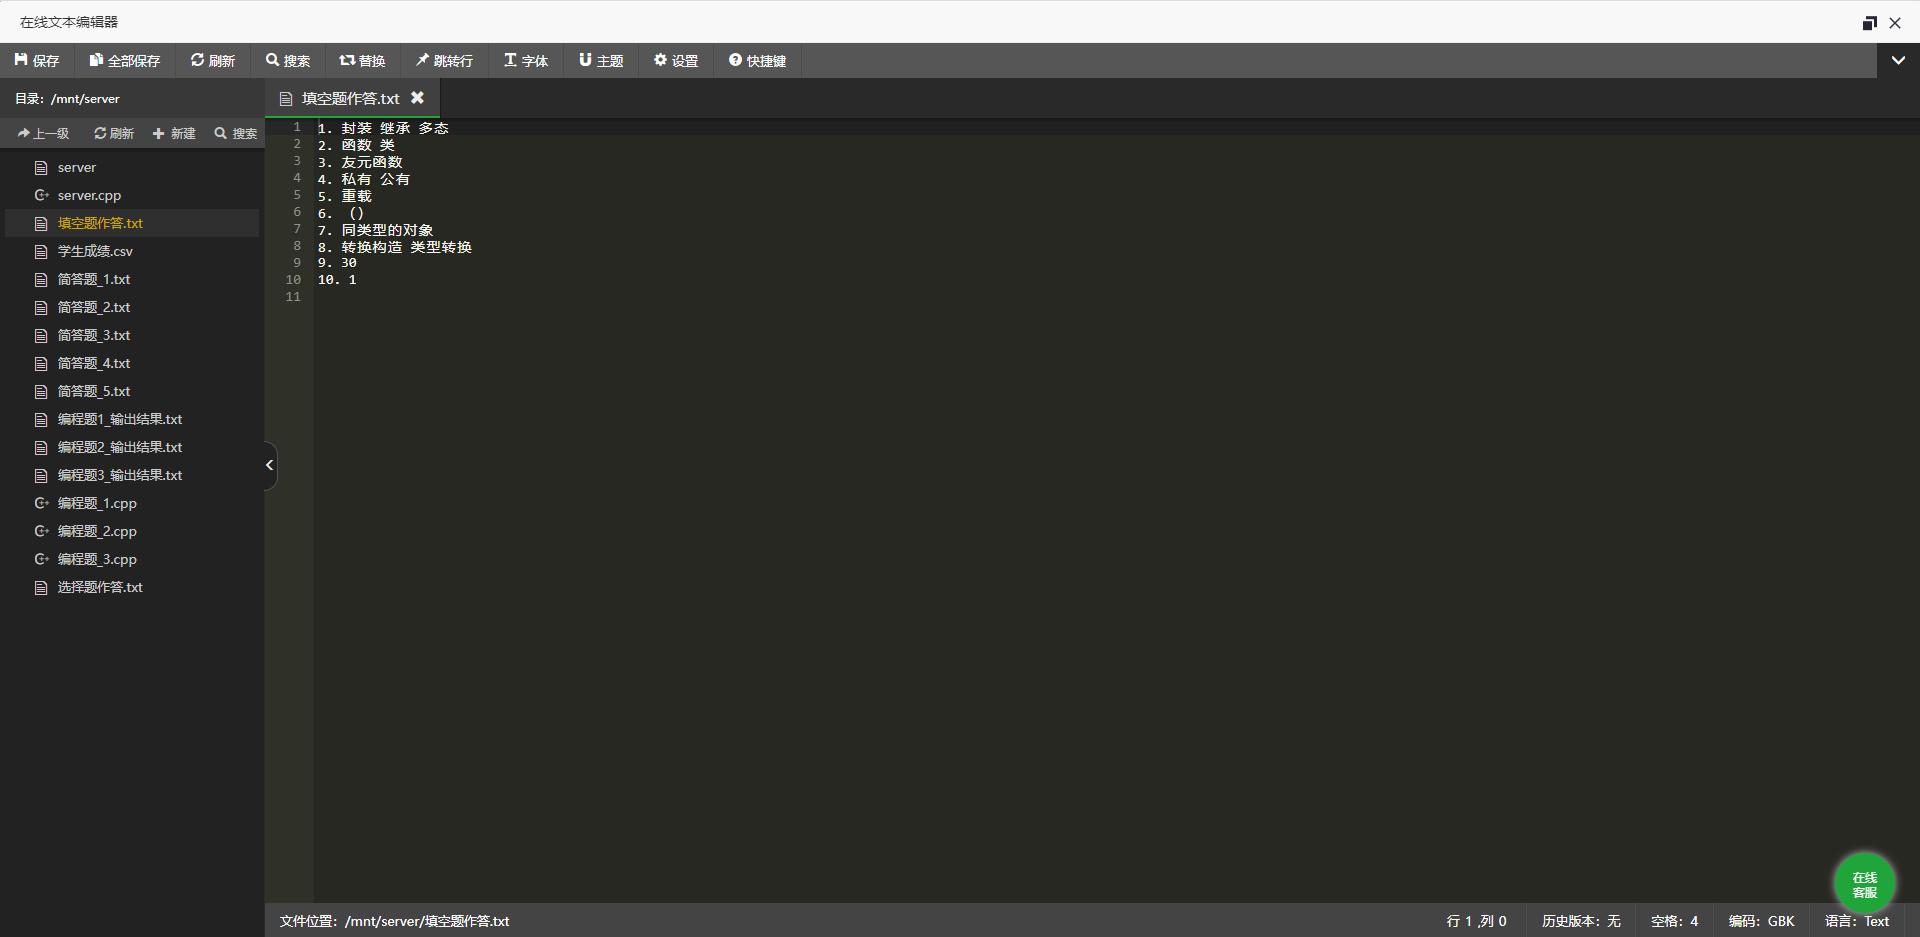 在线文本编辑器
保存 全部保存 刷新 搜索 替换 跳转行 字体 主题 设置 快捷键
目录：/mnt/server
上一级 刷新 新建 搜索
server
server.cpp
填空题作答.txt
学生成绩.csv
简答题_1.txt
简答题_2.txt
简答题_3.txt
简答题_4.txt
简答题_5.txt
编程题1_输出结果.txt
编程题2_输出结果.txt
编程题3_输出结果.txt
编程题_1.cpp
编程题_2.cpp
编程题_3.cpp
选择题作答.txt
填空题作答.txt
1 1. 封装 继承 多态
2 2. 函数 类
3 3. 友元函数
4 4. 私有 公有
5 5. 重载
6 6. （）
7 7. 同类型的对象
8 8. 转换构造 类型转换
9 9. 30
10 10. 1
11
在线
客服
文件位置：/mnt/server/填空题作答.txt 行 1 ,列 0 历史版本：无 空格：4 编码：GBK 语言：Text